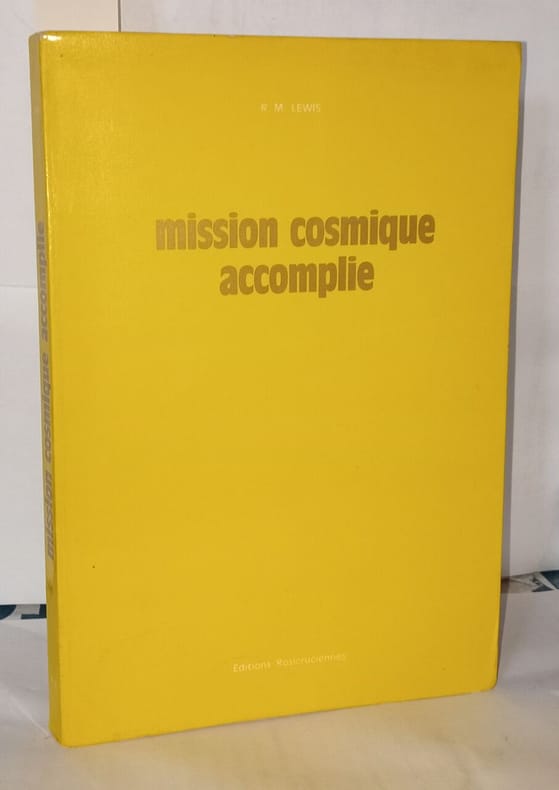 R M LEWIS
mission cosmique
accomplie
Editions Rosicruciennes
mission cosmique accomplie